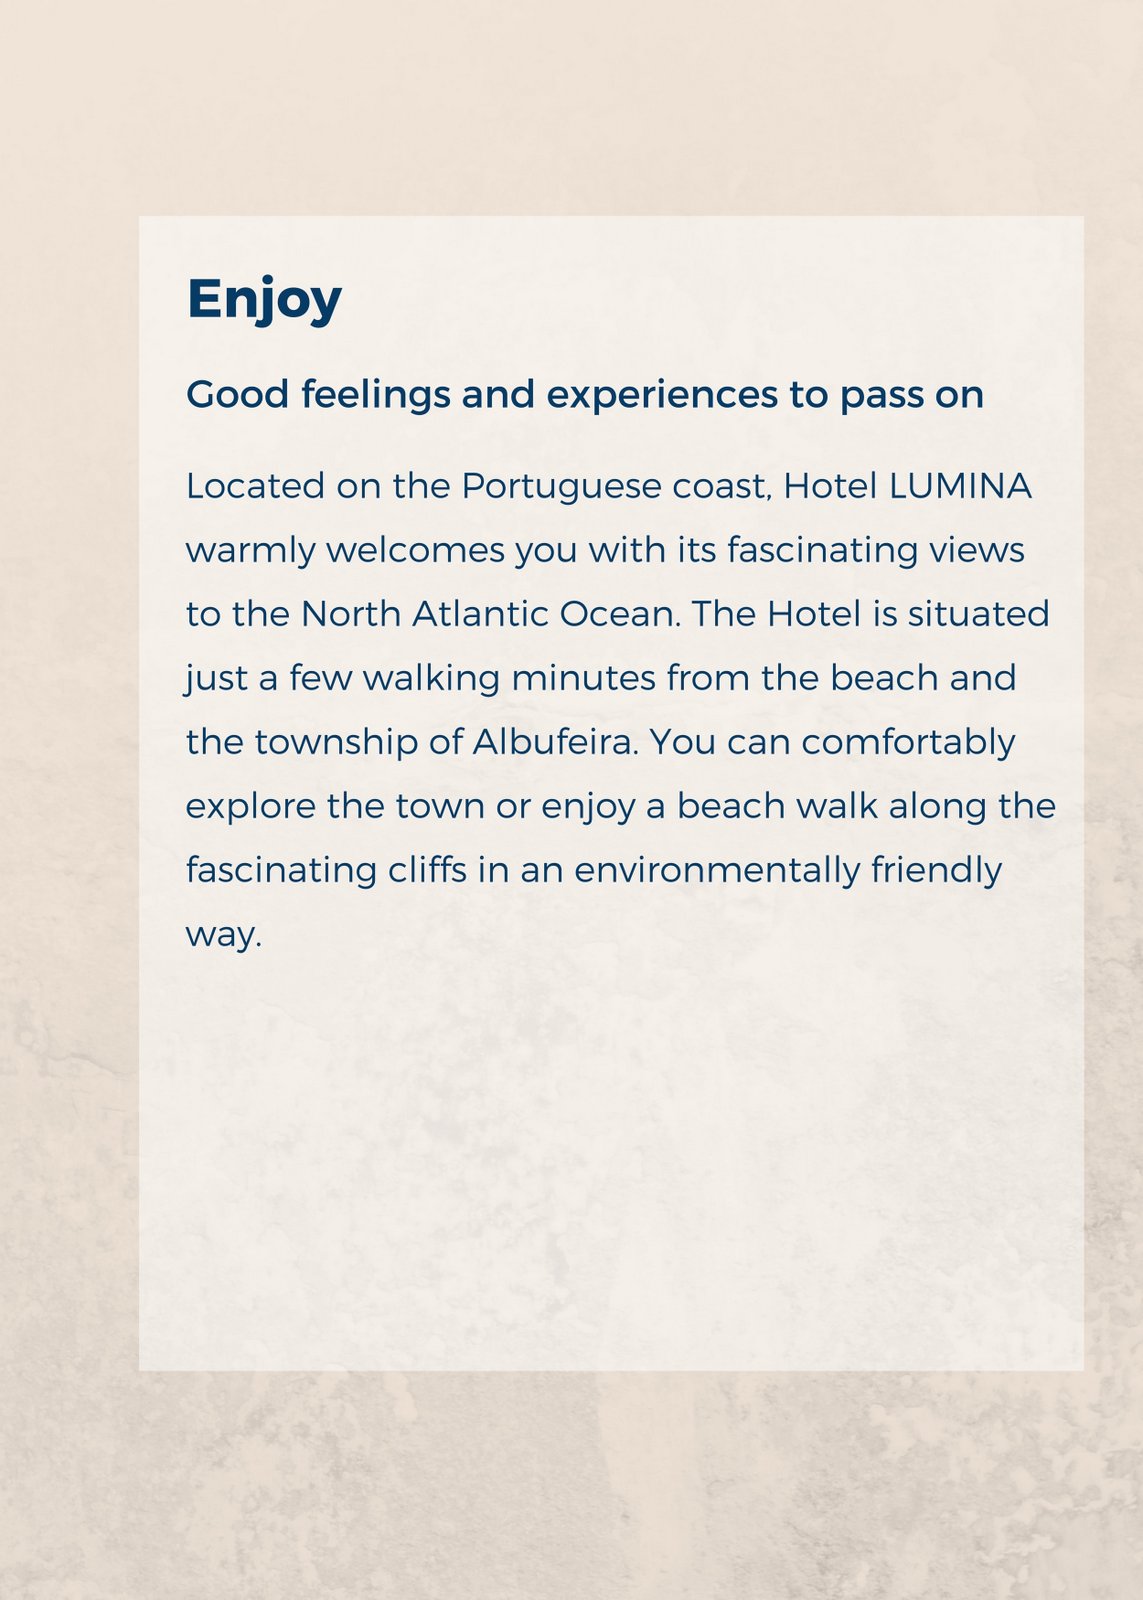 Enjoy
Good feelings and experiences to pass on
Located on the Portuguese coast, Hotel LUMINA
warmly welcomes you with its fascinating views
to the North Atlantic Ocean. The Hotel is situated
just a few walking minutes from the beach and
the township of Albufeira. You can comfortably
explore the town or enjoy a beach walk along the
fascinating cliffs in an environmentally friendly
way.